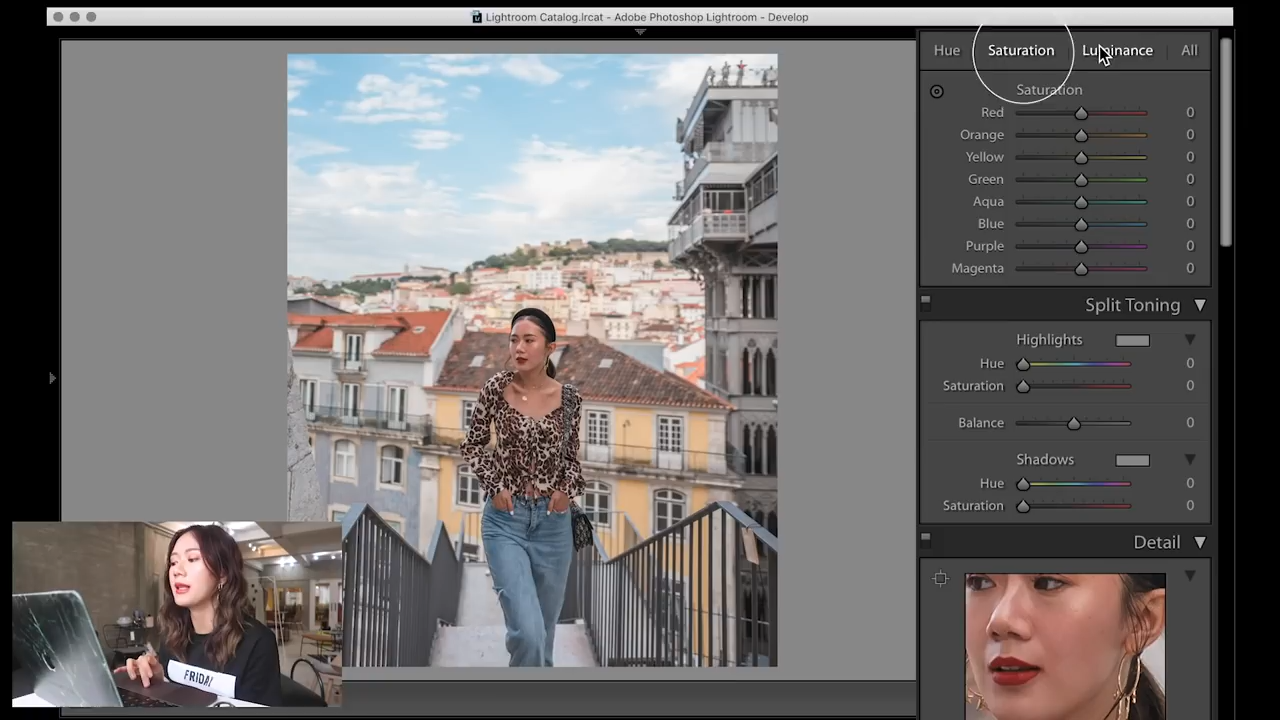 Lightroom Catalog.lrcat - Adobe Photoshop Lightroom - Develop
Hue Saturation Luminance All
Saturation
Red 0
Orange 0
Yellow 0
Green 0
Aqua 0
Blue 0
Purple 0
Magenta 0
Split Toning
Highlights
Hue 0
Saturation 0
Balance 0
Shadows
Hue 0
Saturation 0
Detail
FRIDAY